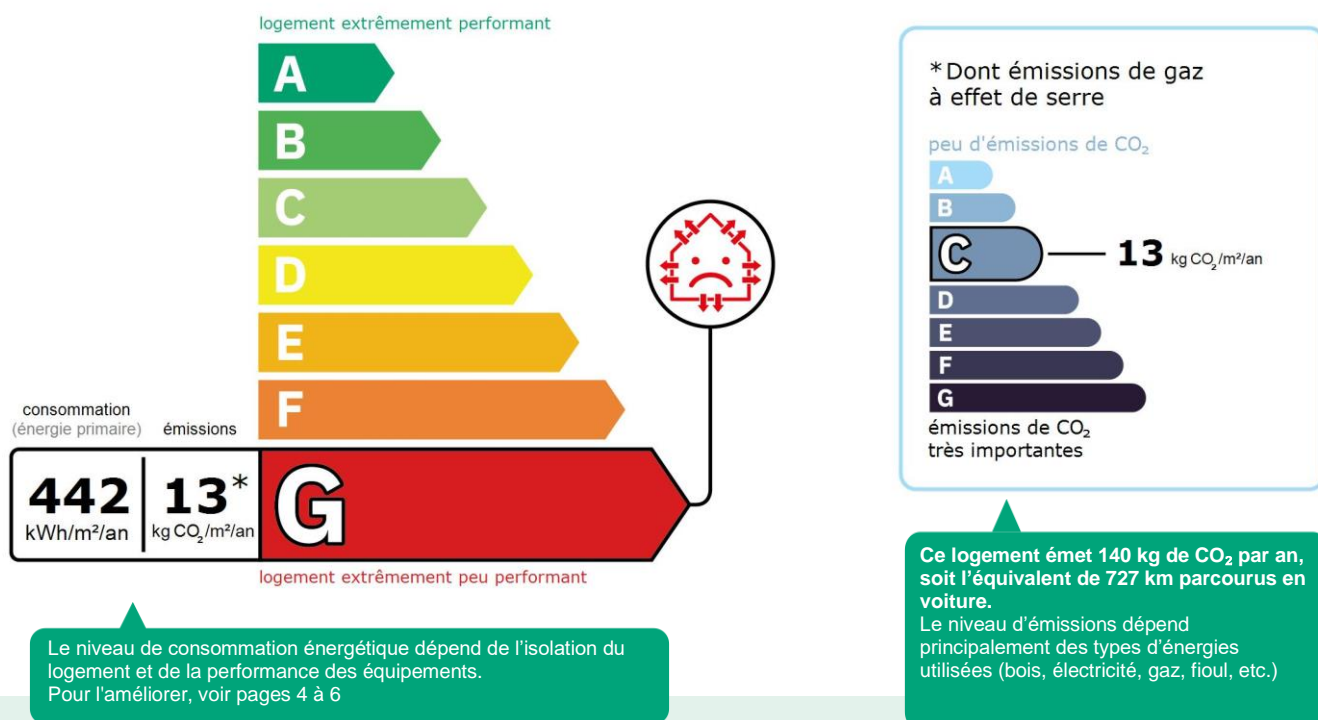 logement extrêmement performant
A
B
C
D
E
F
consommation
(énergie primaire)
émissions
442
kWh/m²/an
13*
kg CO₂/m²/an
G
logement extrêmement peu performant
Le niveau de consommation énergétique dépend de l'isolation du
logement et de la performance des équipements.
Pour l'améliorer, voir pages 4 à 6
*Dont émissions de gaz
à effet de serre
peu d'émissions de CO₂
A
B
C
13 kg CO₂/m²/an
D
E
F
G
émissions de CO₂
très importantes
Ce logement émet 140 kg de CO₂ par an,
soit l'équivalent de 727 km parcourus en
voiture.
Le niveau d'émissions dépend
principalement des types d'énergies
utilisées (bois, électricité, gaz, fioul, etc.)